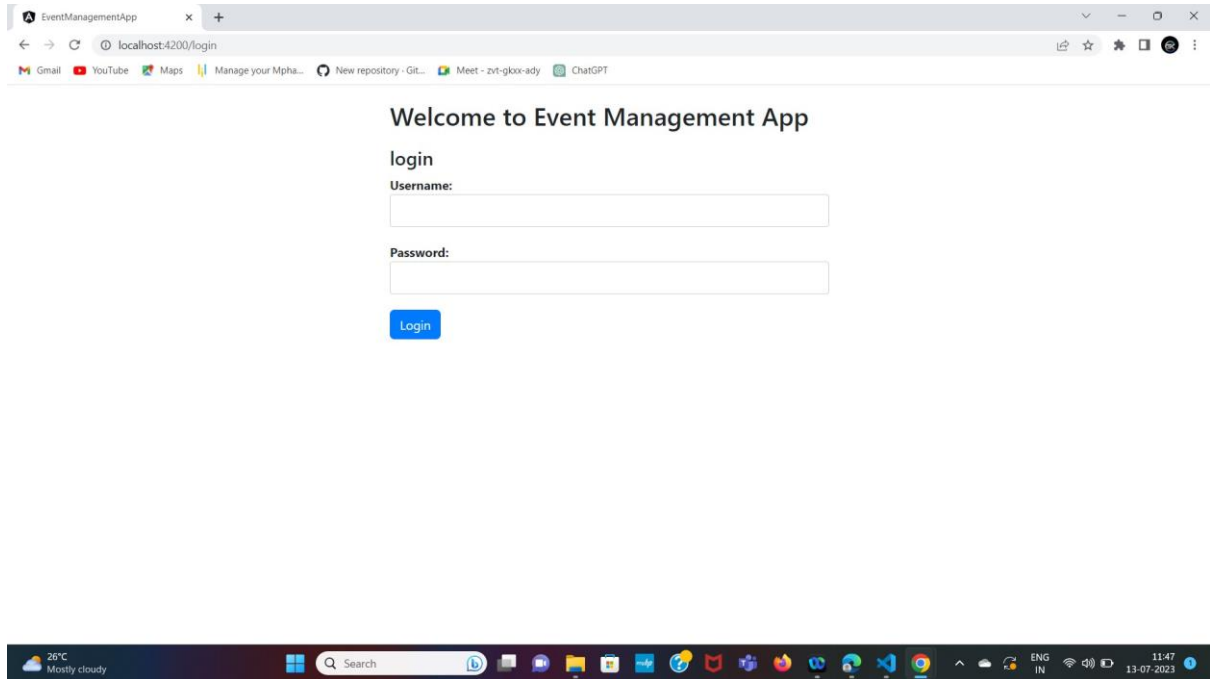 EventManagementApp
localhost:4200/login
Gmail YouTube Maps Manage your Mpha... New repository · Git... Meet - zvt-gkxx-ady ChatGPT
Welcome to Event Management App
login
Username:
Password:
Login
26°C
Mostly cloudy
Search
ENG
IN
11:47
13-07-2023
1